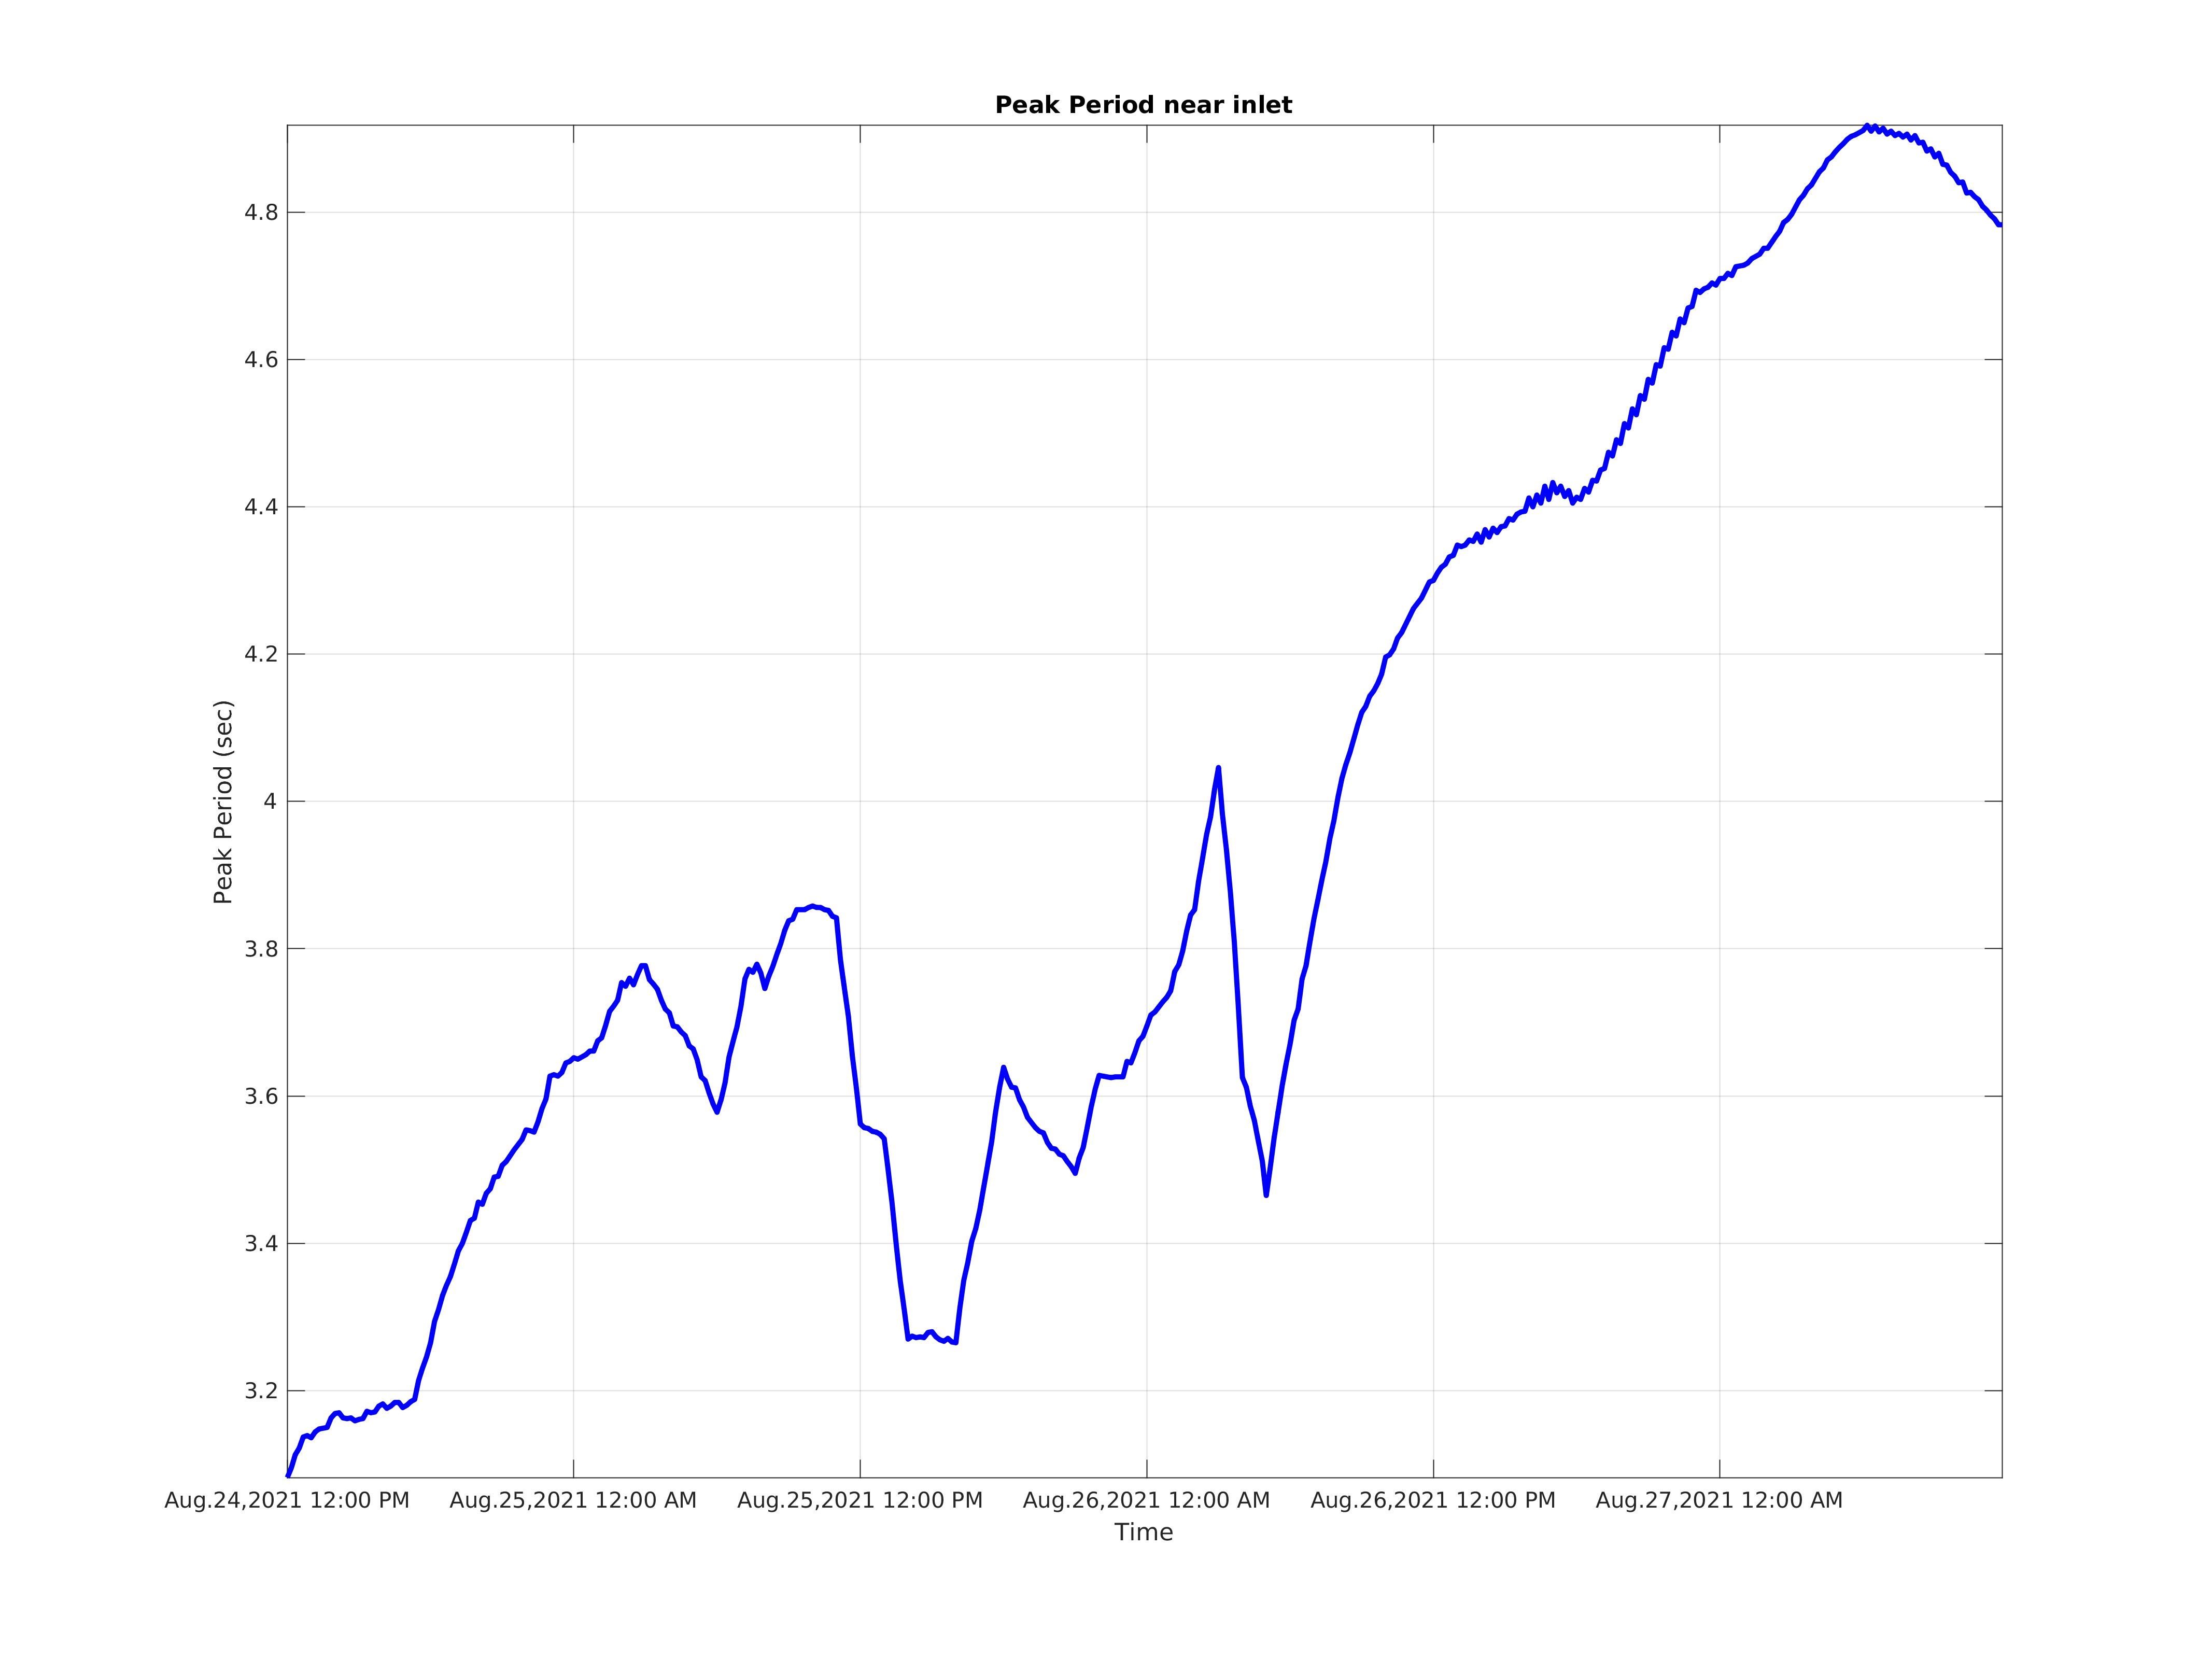 Peak Period near inlet
4.8
4.6
4.4
4.2
4
3.8
3.6
3.4
3.2
Peak Period (sec)
Aug.24,2021 12:00 PM
Aug.25,2021 12:00 AM
Aug.25,2021 12:00 PM
Aug.26,2021 12:00 AM
Aug.26,2021 12:00 PM
Aug.27,2021 12:00 AM
Time